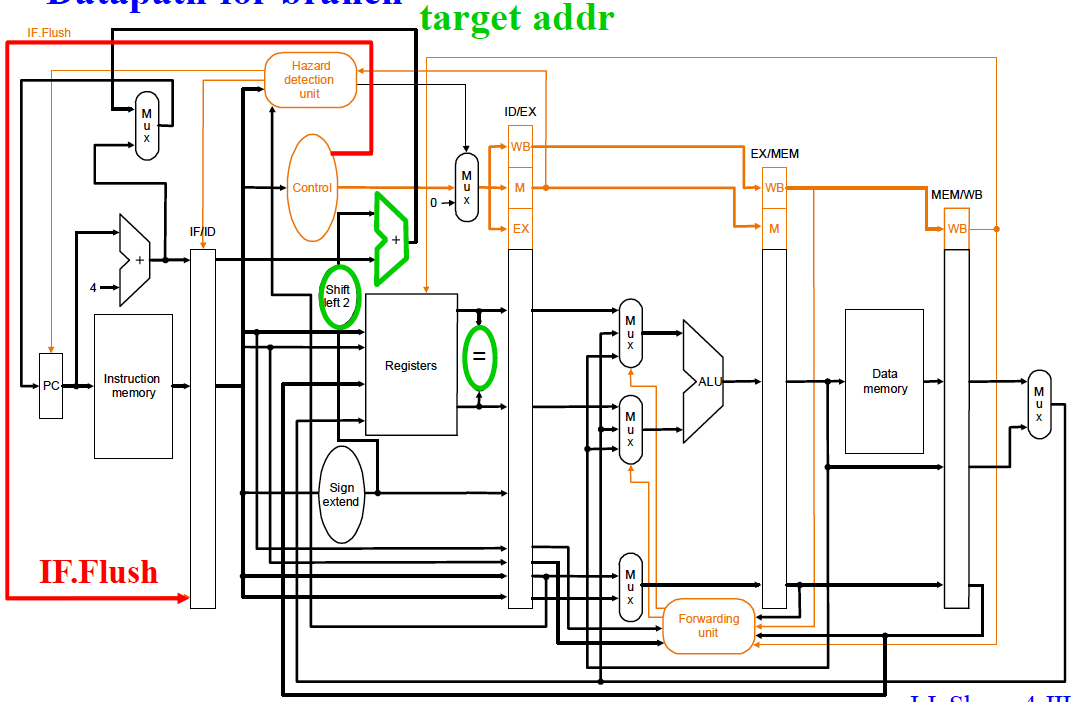 Datapath for branch
target addr
IF.Flush
Hazard
detection
unit
M
u
x
ID/EX
WB
EX/MEM
Control
M
u
x
M
WB
MEM/WB
0
EX
M
WB
IF/ID
+
+
4
Shift
left 2
M
u
x
PC
Instruction
memory
Registers
=
ALU
Data
memory
M
u
x
M
u
x
Sign
extend
IF.Flush
M
u
x
Forwarding
unit